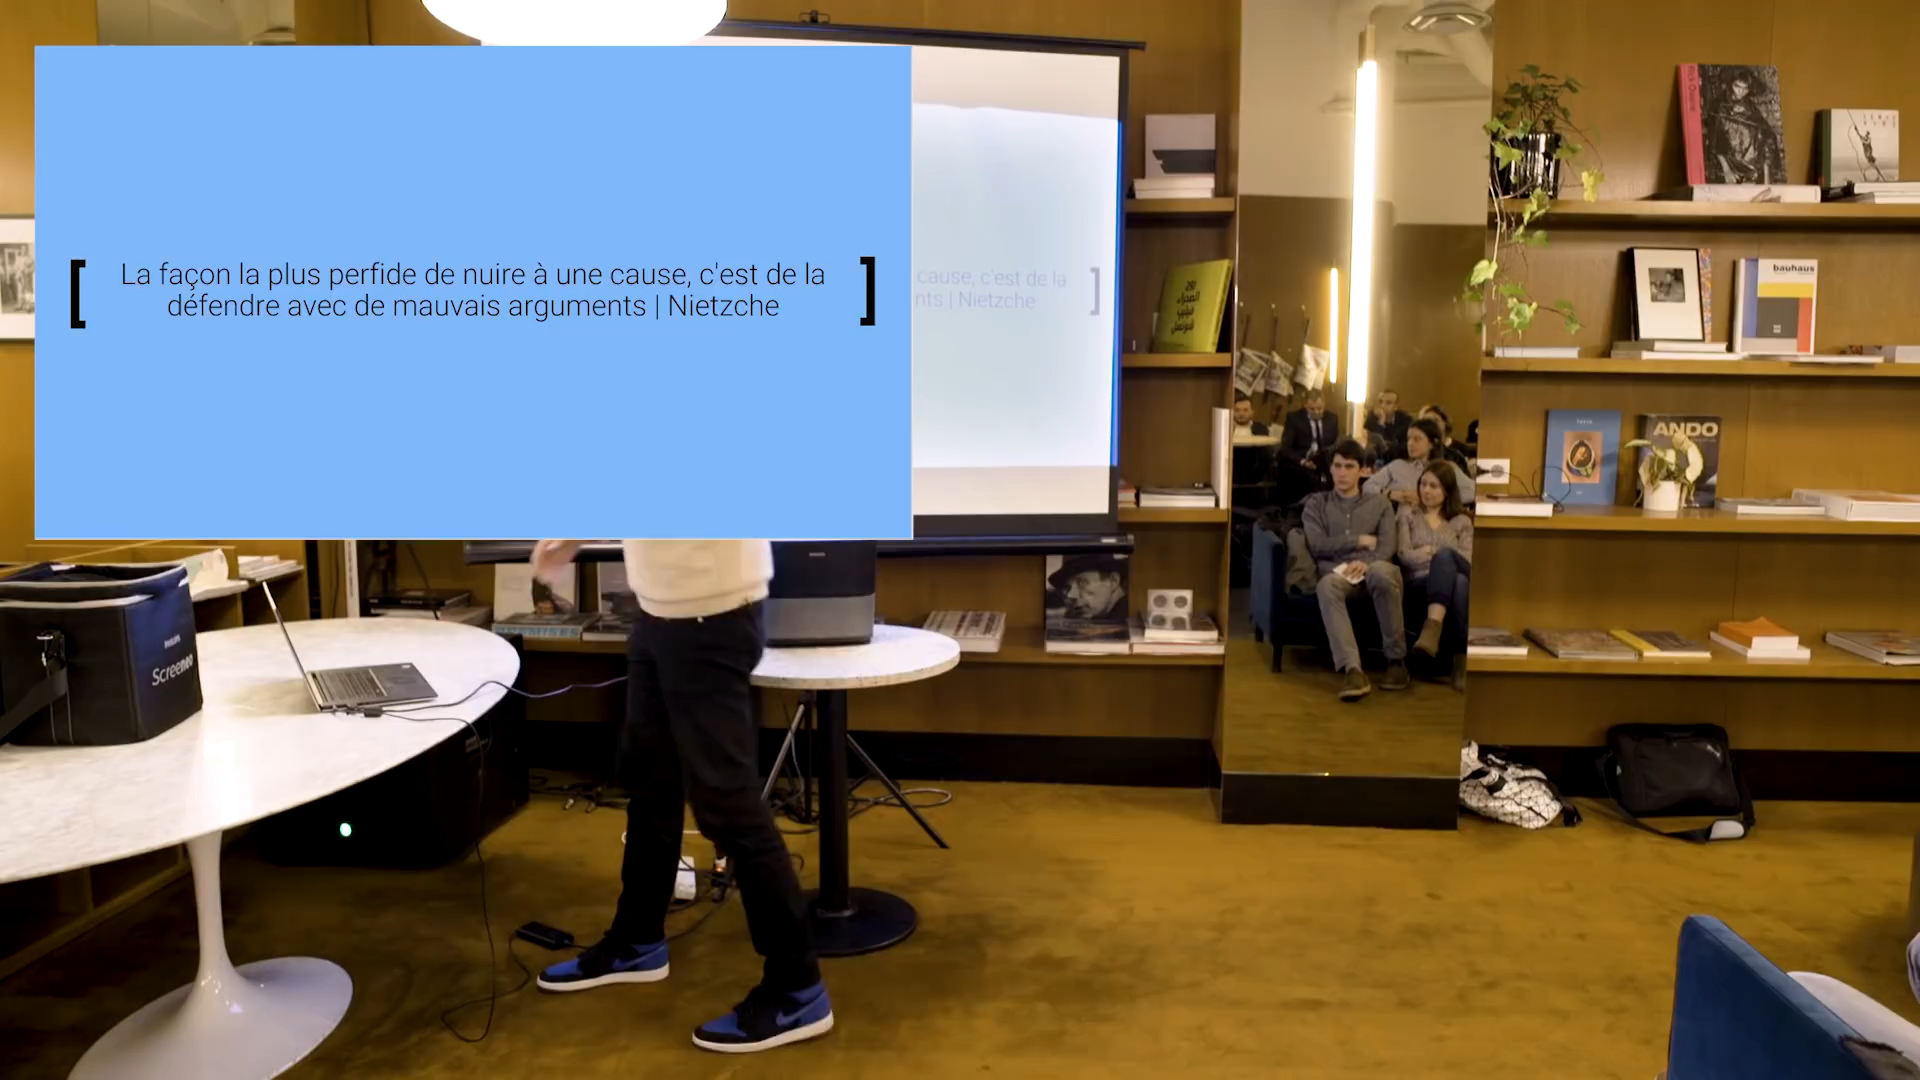 [ La façon la plus perfide de nuire à une cause, c'est de la
défendre avec de mauvais arguments | Nietzche ]
cause, c'est de la
nts | Nietzche ]
bauhaus
ANDO
PHILIPS
Screeneo